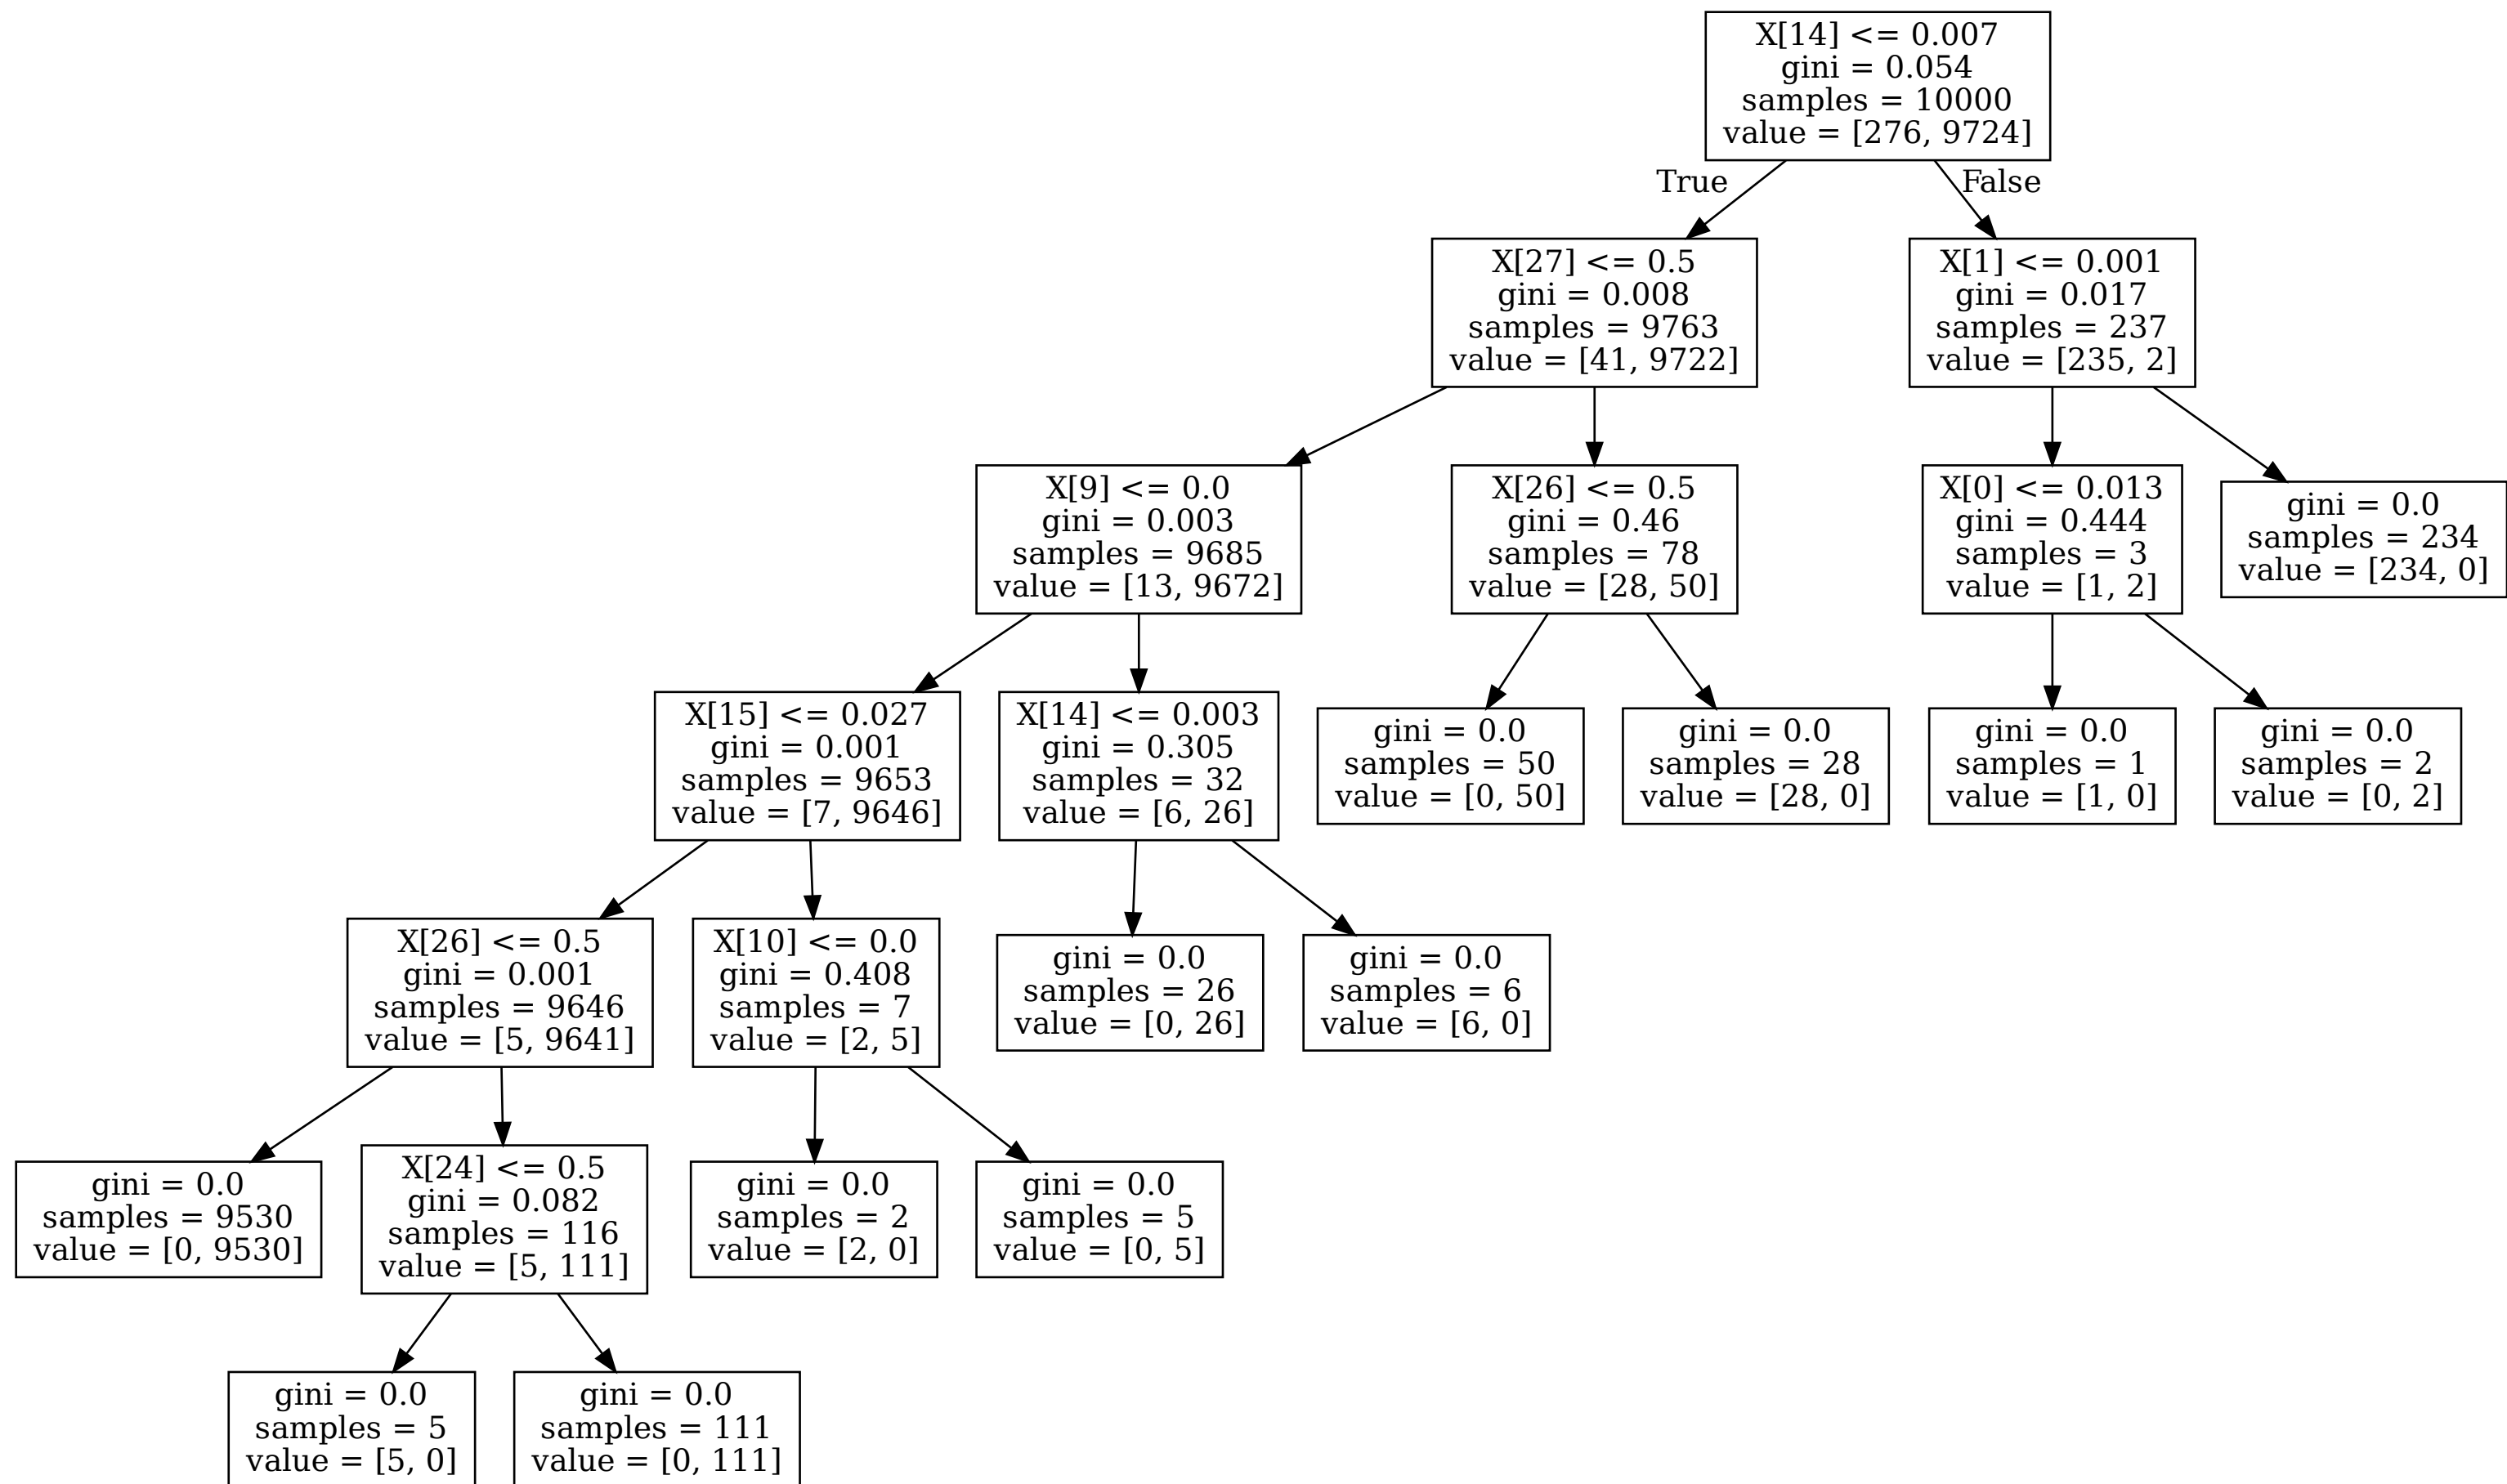 X[14] <= 0.007
gini = 0.054
samples = 10000
value = [276, 9724]
True
False
X[27] <= 0.5
gini = 0.008
samples = 9763
value = [41, 9722]
X[1] <= 0.001
gini = 0.017
samples = 237
value = [235, 2]
X[9] <= 0.0
gini = 0.003
samples = 9685
value = [13, 9672]
X[26] <= 0.5
gini = 0.46
samples = 78
value = [28, 50]
X[0] <= 0.013
gini = 0.444
samples = 3
value = [1, 2]
gini = 0.0
samples = 234
value = [234, 0]
X[15] <= 0.027
gini = 0.001
samples = 9653
value = [7, 9646]
X[14] <= 0.003
gini = 0.305
samples = 32
value = [6, 26]
gini = 0.0
samples = 50
value = [0, 50]
gini = 0.0
samples = 28
value = [28, 0]
gini = 0.0
samples = 1
value = [1, 0]
gini = 0.0
samples = 2
value = [0, 2]
X[26] <= 0.5
gini = 0.001
samples = 9646
value = [5, 9641]
X[10] <= 0.0
gini = 0.408
samples = 7
value = [2, 5]
gini = 0.0
samples = 26
value = [0, 26]
gini = 0.0
samples = 6
value = [6, 0]
gini = 0.0
samples = 9530
value = [0, 9530]
X[24] <= 0.5
gini = 0.082
samples = 116
value = [5, 111]
gini = 0.0
samples = 2
value = [2, 0]
gini = 0.0
samples = 5
value = [0, 5]
gini = 0.0
samples = 5
value = [5, 0]
gini = 0.0
samples = 111
value = [0, 111]